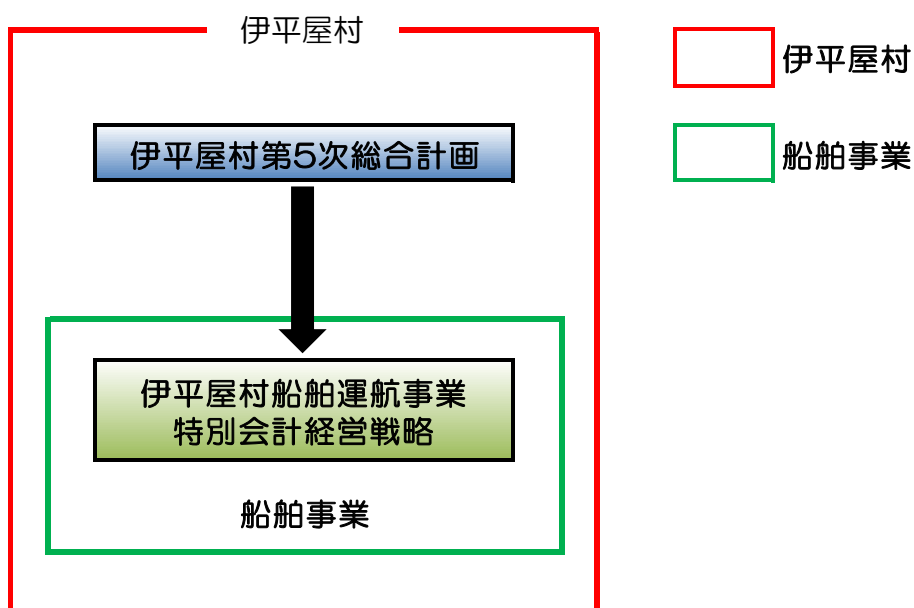 伊平屋村
伊平屋村
伊平屋村第5次総合計画
船舶事業
伊平屋村船舶運航事業
特別会計経営戦略
船舶事業